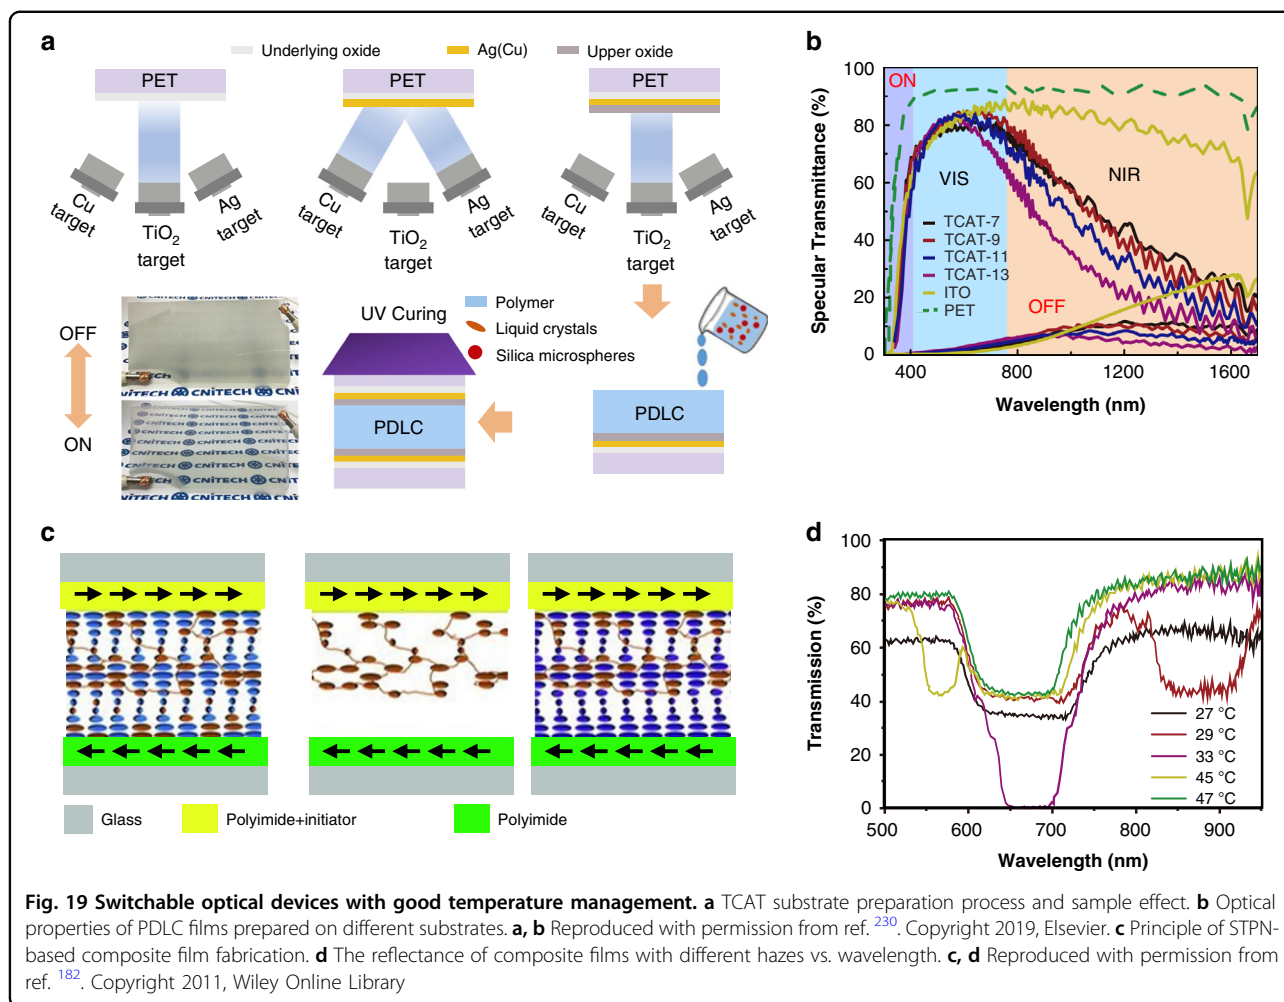 a
Underlying oxide
Ag(Cu)
Upper oxide
PET
PET
PET
Cu target
TiO2 target
Ag target
Cu target
TiO2 target
Ag target
Cu target
TiO2 target
Ag target
OFF
ON
CNITECH
CNITECH
UV Curing
Polymer
Liquid crystals
Silica microspheres
PDLC
PDLC
b
Specular Transmittance (%)
100
80
60
40
20
0
ON
VIS
NIR
TCAT-7
TCAT-9
TCAT-11
TCAT-13
ITO
PET
OFF
400 800 1200 1600
Wavelength (nm)
c
Glass
Polyimide+initiator
Polyimide
d
Transmission (%)
100
80
60
40
20
0
27 °C
29 °C
33 °C
45 °C
47 °C
500 600 700 800 900
Wavelength (nm)
Fig. 19 Switchable optical devices with good temperature management. a TCAT substrate preparation process and sample effect. b Optical
properties of PDLC films prepared on different substrates. a, b Reproduced with permission from ref. 230. Copyright 2019, Elsevier. c Principle of STPN-
based composite film fabrication. d The reflectance of composite films with different hazes vs. wavelength. c, d Reproduced with permission from
ref. 182. Copyright 2011, Wiley Online Library